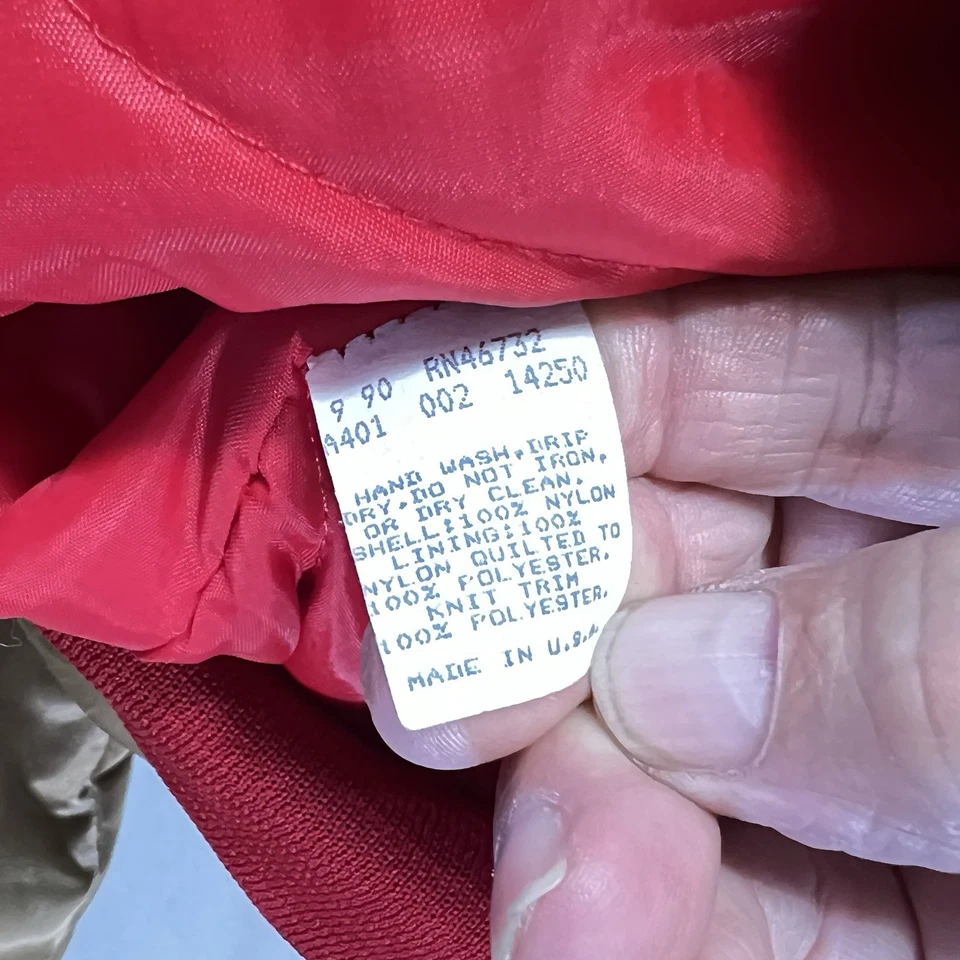 RN46732
9 90
A401 002 14250
HAND WASH, DRIP
DRY. DO NOT IRON,
OR DRY CLEAN.
SHELL:100% NYLON
LINING:100%
NYLON QUILTED TO
100% POLYESTER.
KNIT TRIM
100% POLYESTER.
MADE IN U.S.A.